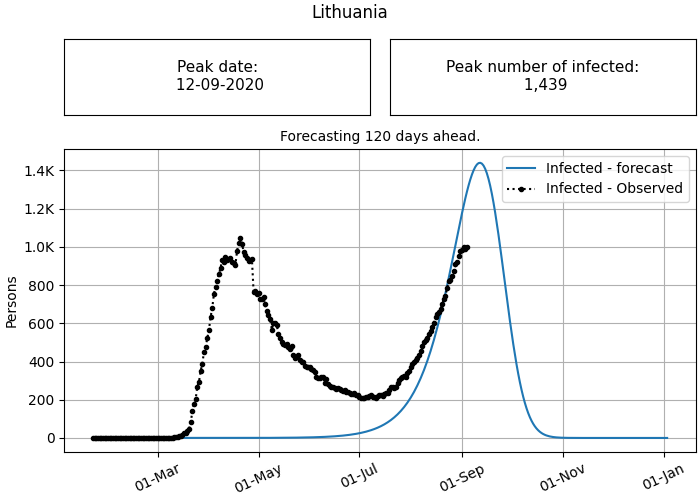 Lithuania
Peak date:
12-09-2020
Peak number of infected:
1,439
Forecasting 120 days ahead.
Persons
1.4K
1.2K
1.0K
800
600
400
200
0
Infected - forecast
Infected - Observed
01-Mar
01-May
01-Jul
01-Sep
01-Nov
01-Jan